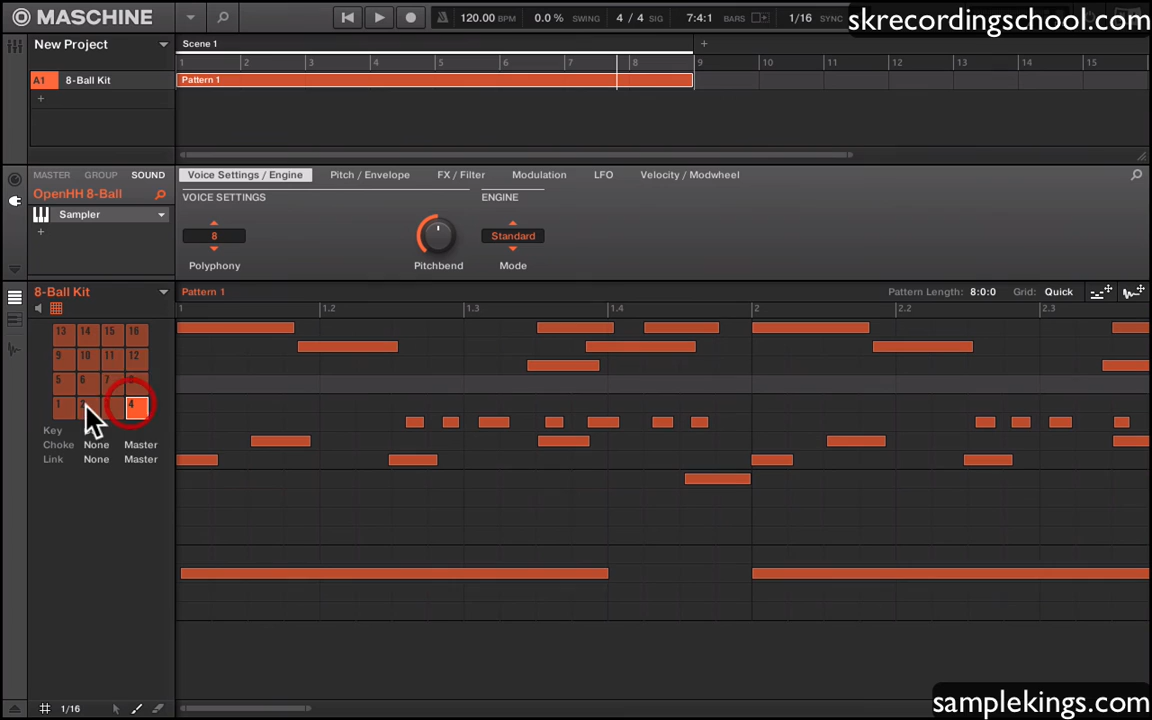 MASCHINE
120.00 BPM 0.0% SWING 4 / 4 SIG 7:4:1 BARS 1/16 SYNC
skrecordingschool.com
New Project
Scene 1
1 2 3 4 5 6 7 8 9 10 11 12 13 14 15
A1 8-Ball Kit
Pattern 1
+
MASTER GROUP SOUND
Voice Settings / Engine Pitch / Envelope FX / Filter Modulation LFO Velocity / Modwheel
OpenHH 8-Ball
VOICE SETTINGS ENGINE
Sampler
8 Standard
+
Polyphony Pitchbend Mode
8-Ball Kit
Pattern 1
Pattern Length: 8:0:0 Grid: Quick
1 1.2 1.3 1.4 2 2.2 2.3
13 14 15 16
9 10 11 12
5 6 7 8
1 2 4
Key
Choke None Master
Link None Master
1/16
samplekings.com